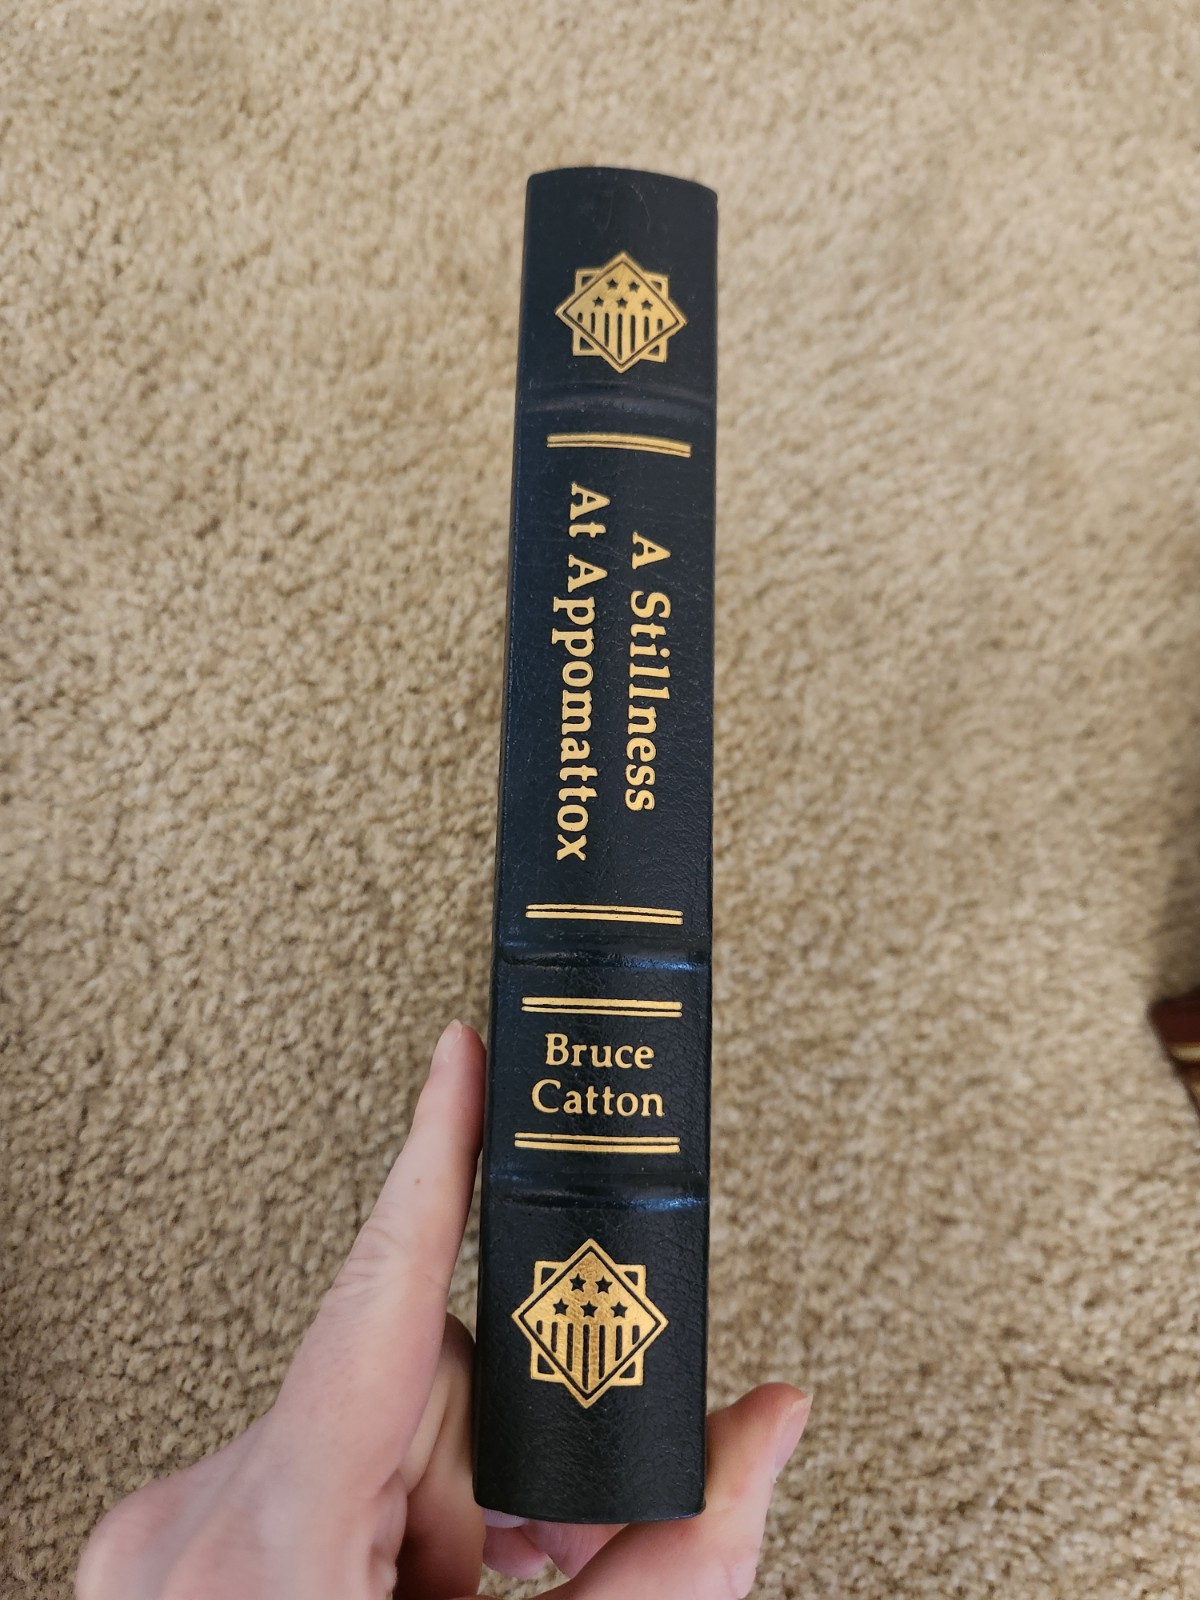 A Stillness
At Appomattox
Bruce
Catton